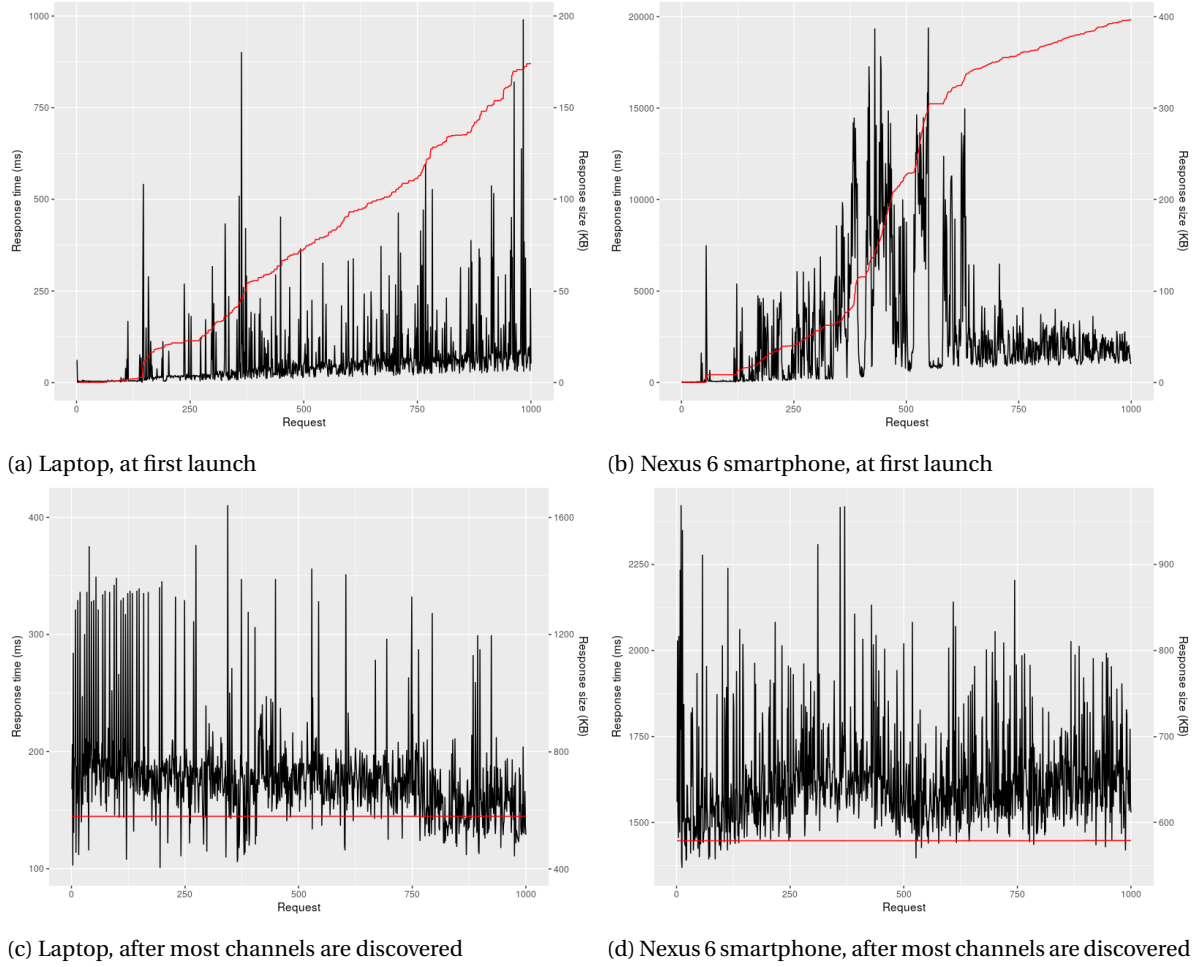 1000
750
500
250
0
Response time (ms)
200
150
100
50
0
Response size (KB)
0 250 500 750 1000
Request
(a) Laptop, at first launch
20000
15000
10000
5000
0
Response time (ms)
400
300
200
100
0
Response size (KB)
0 250 500 750 1000
Request
(b) Nexus 6 smartphone, at first launch
400
300
200
100
Response time (ms)
1600
1200
800
400
Response size (KB)
0 250 500 750 1000
Request
(c) Laptop, after most channels are discovered
2250
2000
1750
1500
Response time (ms)
900
800
700
600
Response size (KB)
0 250 500 750 1000
Request
(d) Nexus 6 smartphone, after most channels are discovered